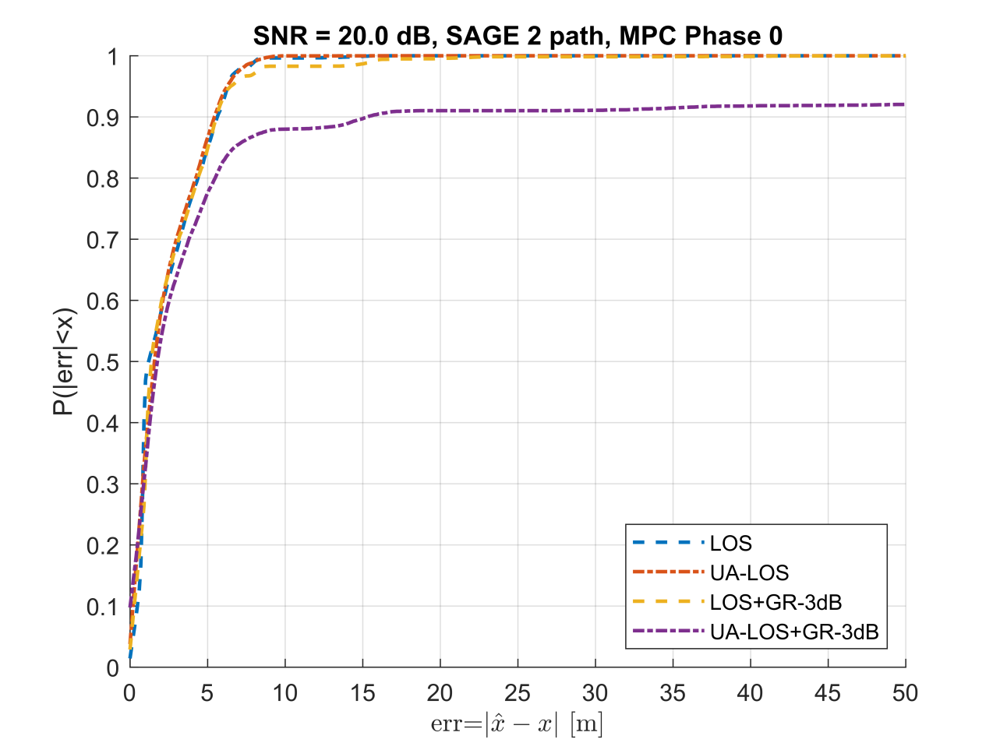 SNR = 20.0 dB, SAGE 2 path, MPC Phase 0
1
0.9
0.8
0.7
0.6
0.5
0.4
0.3
0.2
0.1
0
P(|err|<x)
LOS
UA-LOS
LOS+GR-3dB
UA-LOS+GR-3dB
0 5 10 15 20 25 30 35 40 45 50
err=|x̂ − x| [m]